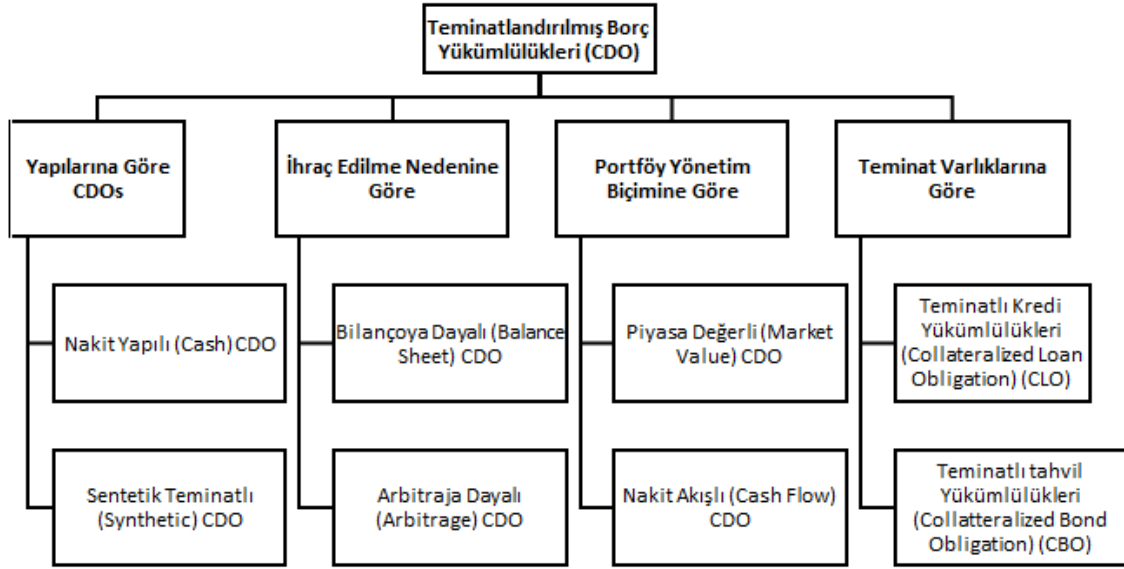 Teminatlandırılmış Borç
Yükümlülükleri (CDO)
Yapılarına Göre
CDOs
İhraç Edilme Nedenine
Göre
Portföy Yönetim
Biçimine Göre
Teminat Varlıklarına
Göre
Nakit Yapılı (Cash) CDO
Bilançoya Dayalı (Balance
Sheet) CDO
Piyasa Değerli (Market
Value) CDO
Teminatlı Kredi
Yükümlülükleri
(Collateralized Loan
Obligation) (CLO)
Sentetik Teminatlı
(Synthetic) CDO
Arbitraja Dayalı
(Arbitrage) CDO
Nakit Akışlı (Cash Flow)
CDO
Teminatlı tahvil
Yükümlülükleri
(Collatteralized Bond
Obligation) (CBO)